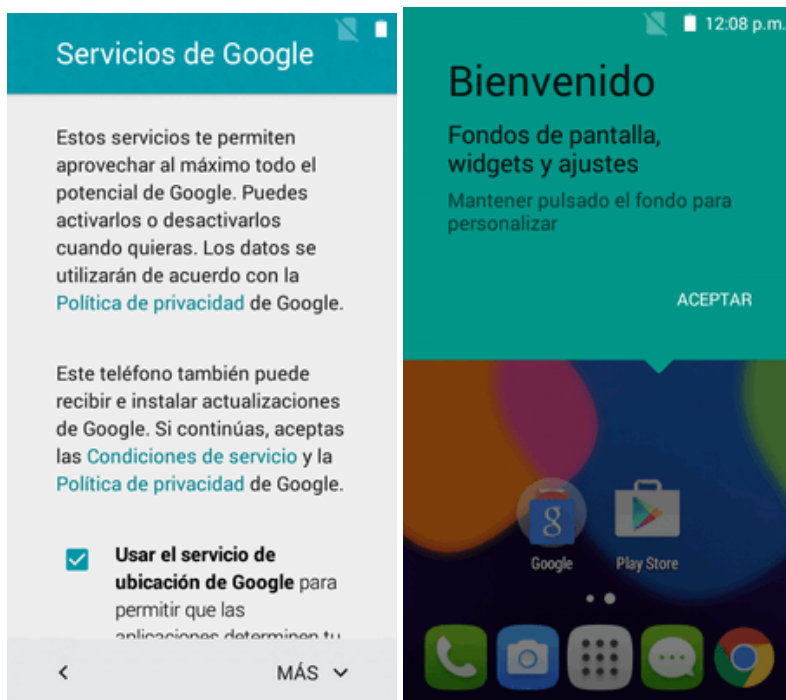 Servicios de Google
Estos servicios te permiten
aprovechar al máximo todo el
potencial de Google. Puedes
activarlos o desactivarlos
cuando quieras. Los datos se
utilizarán de acuerdo con la
Política de privacidad de Google.
Este teléfono también puede
recibir e instalar actualizaciones
de Google. Si continúas, aceptas
las Condiciones de servicio y la
Política de privacidad de Google.
Usar el servicio de
ubicación de Google para
permitir que las
aplicaciones determinen tu
MÁS
12:08 p.m.
Bienvenido
Fondos de pantalla,
widgets y ajustes
Mantener pulsado el fondo para
personalizar
ACEPTAR
g
Google
Play Store